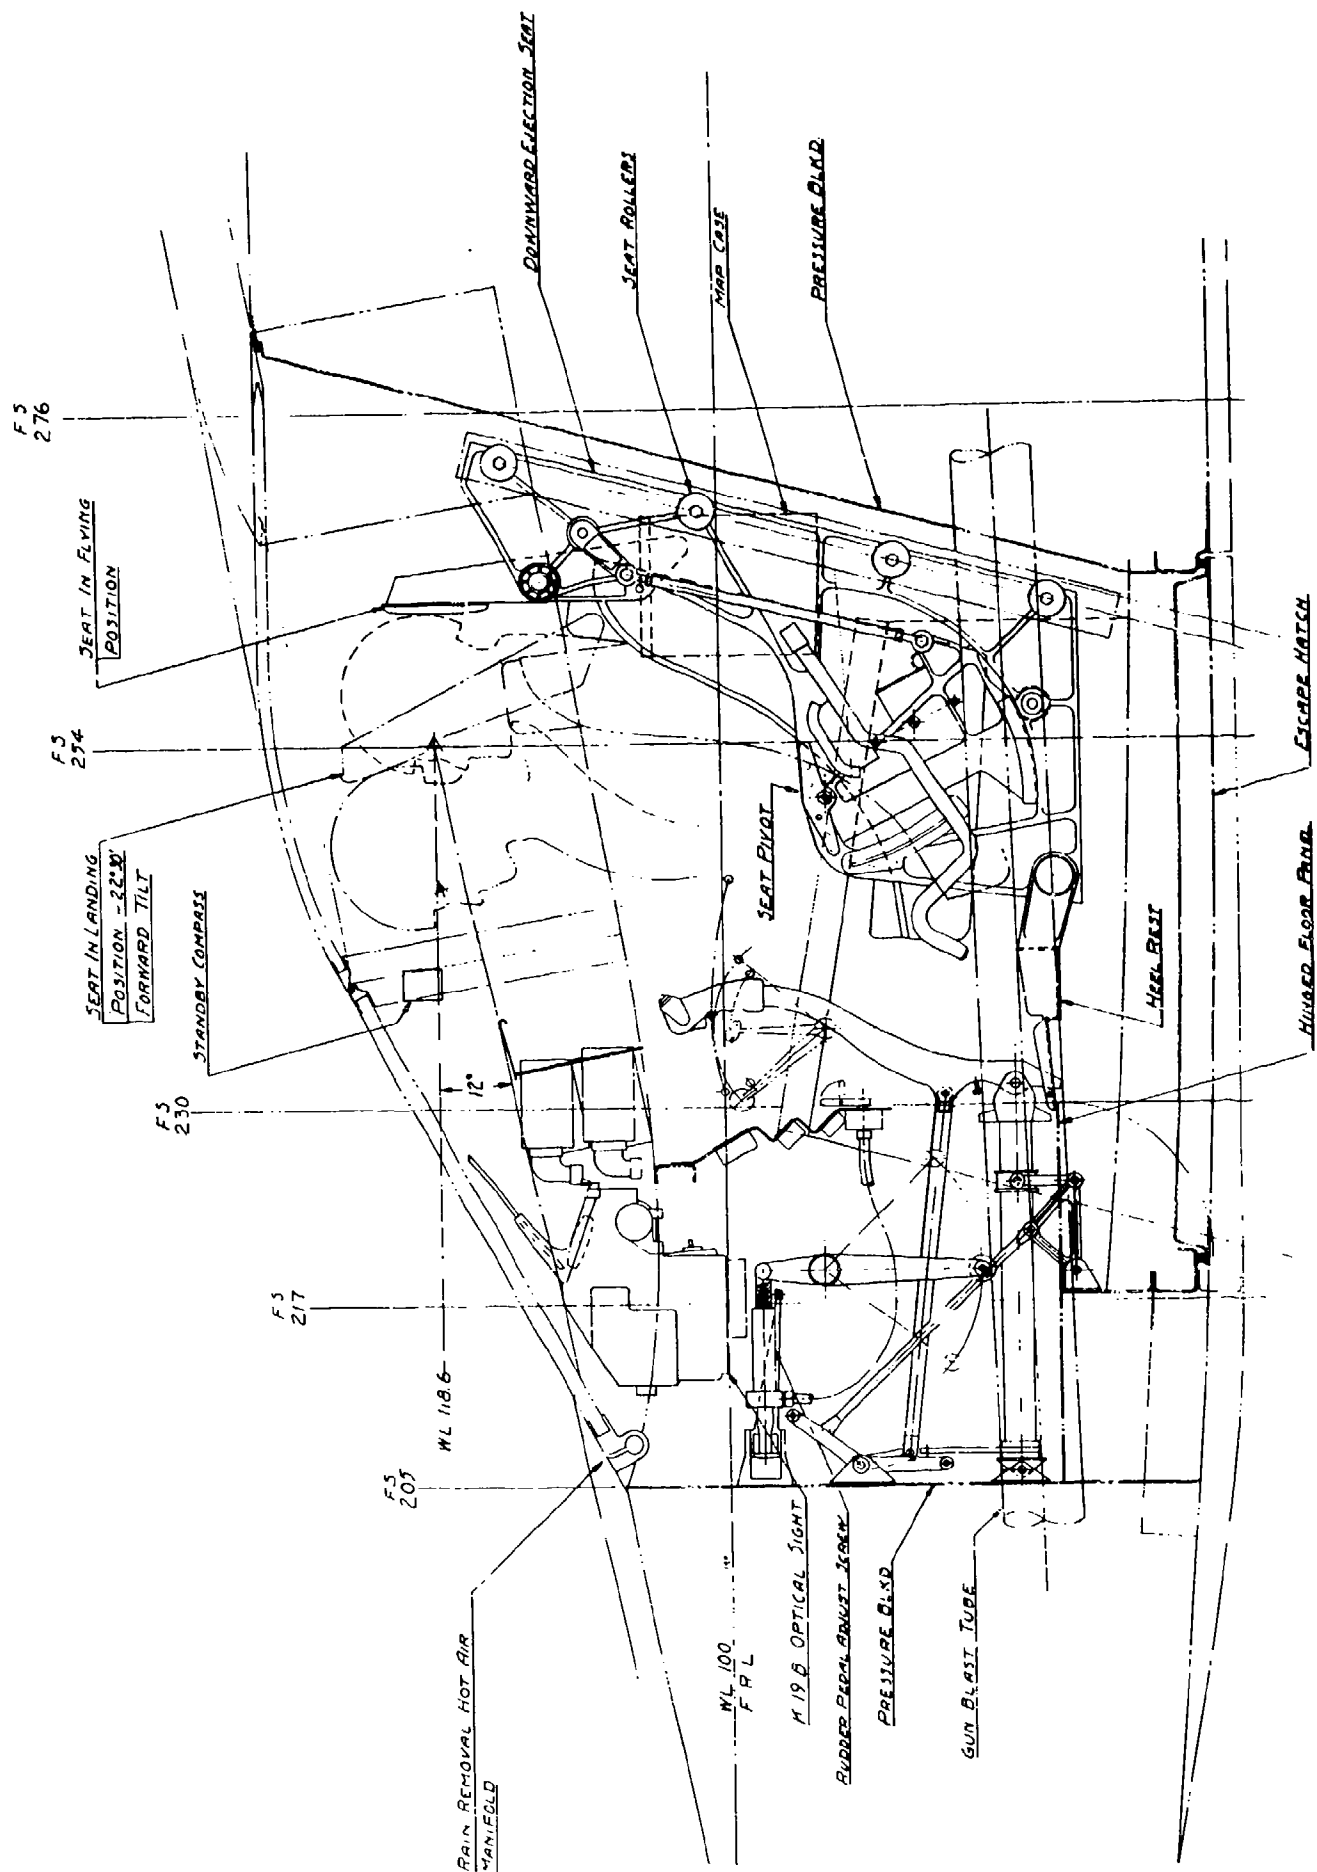 F S
276
SEAT IN FLYING
POSITION
F S
254
SEAT IN LANDING
POSITION - 22°30'
FORWARD TILT
STANDBY COMPASS
F S
230
12°
F S
217
WL 118.6
F S
205
RAIN REMOVAL HOT AIR
MANIFOLD
DOWNWARD EJECTION SEAT
SEAT ROLLERS
MAP CASE
PRESSURE BLKD
SEAT PIVOT
HEEL REST
ESCAPE HATCH
HINGED FLOOR PANEL
WL 100
F R L
OPTICAL SIGHT
RUDDER PEDAL ADJUST SCREW
PRESSURE BLKD
GUN BLAST TUBE